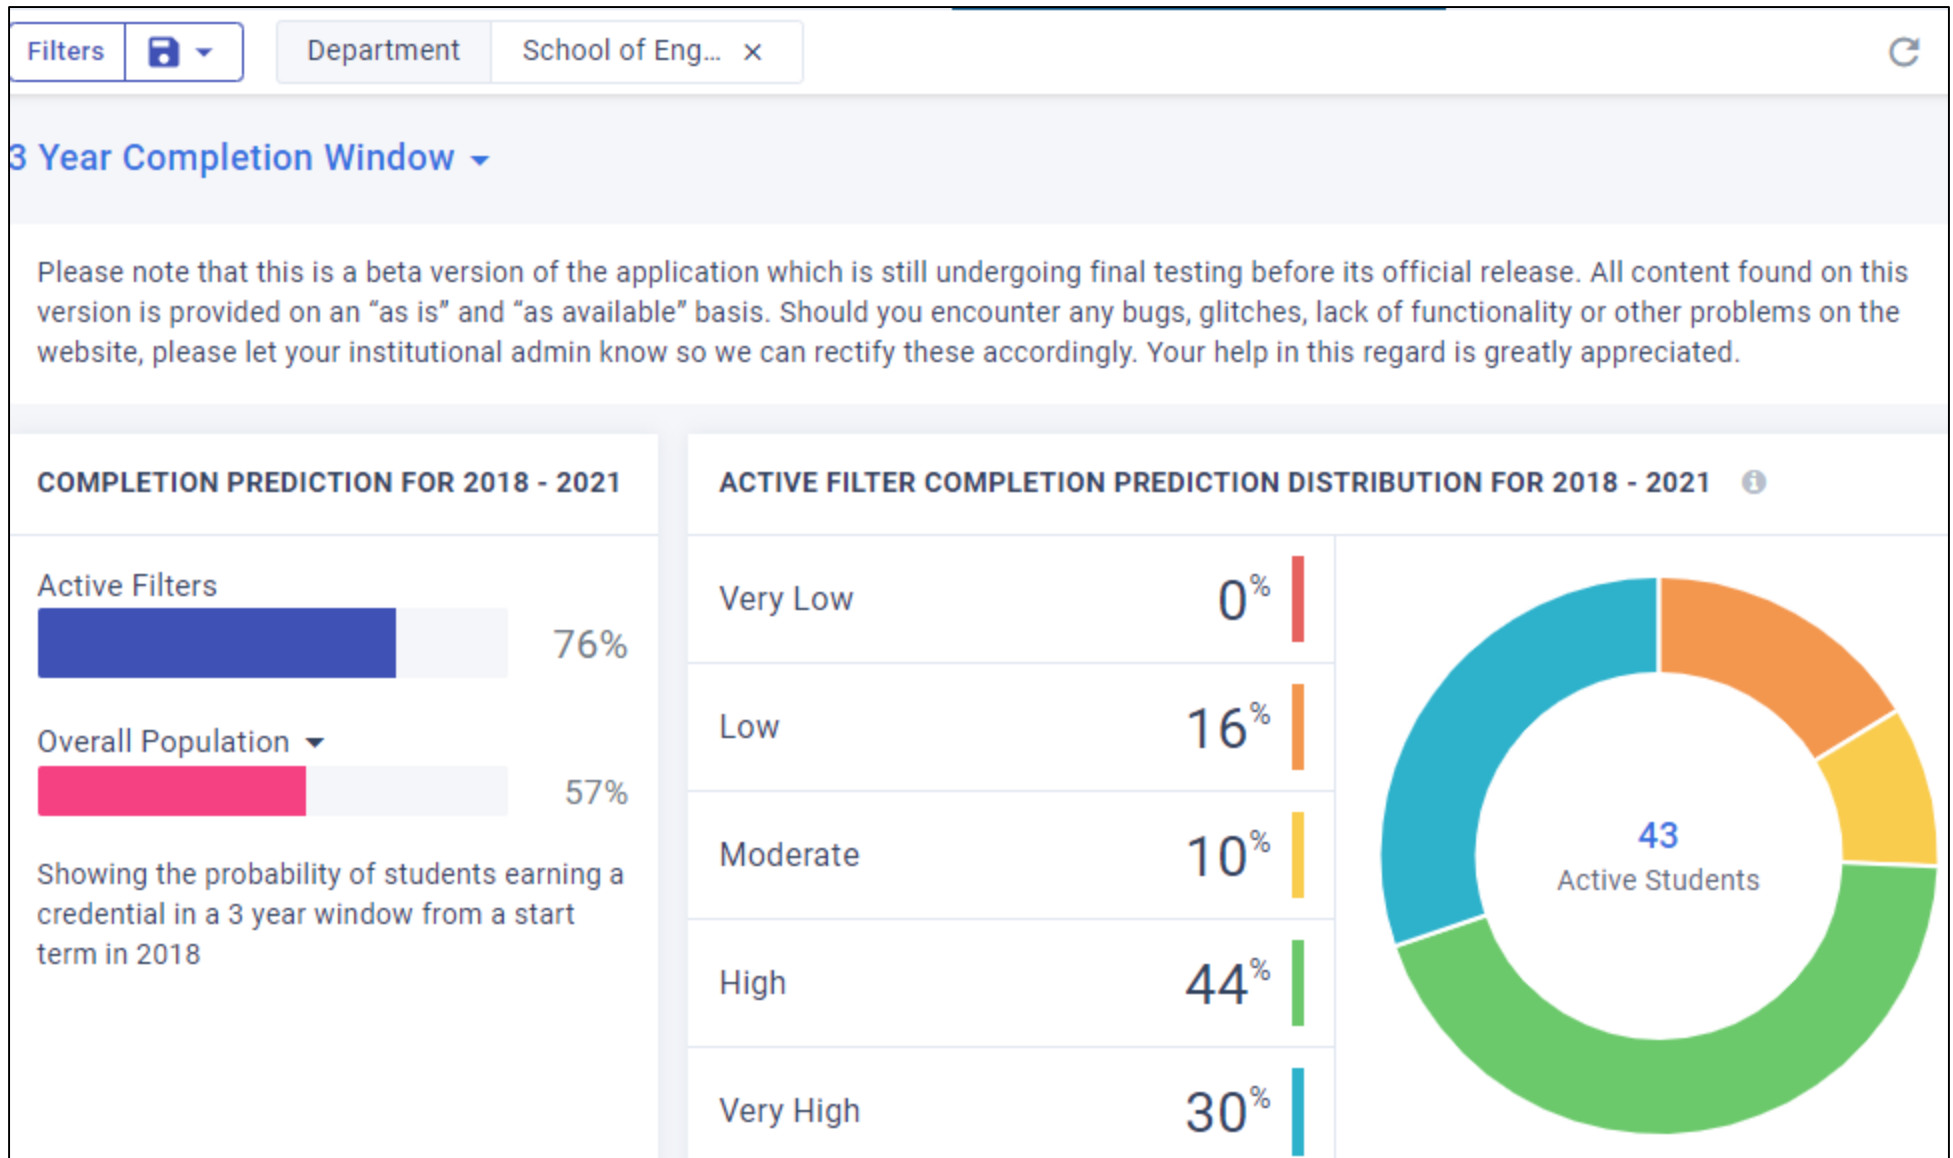 Filters
Department
School of Eng...
3 Year Completion Window
Please note that this is a beta version of the application which is still undergoing final testing before its official release. All content found on this
version is provided on an “as is” and “as available” basis. Should you encounter any bugs, glitches, lack of functionality or other problems on the
website, please let your institutional admin know so we can rectify these accordingly. Your help in this regard is greatly appreciated.
COMPLETION PREDICTION FOR 2018 - 2021
Active Filters
76%
Overall Population
57%
Showing the probability of students earning a
credential in a 3 year window from a start
term in 2018
ACTIVE FILTER COMPLETION PREDICTION DISTRIBUTION FOR 2018 - 2021
Very Low 0%
Low 16%
Moderate 10%
High 44%
Very High 30%
43
Active Students